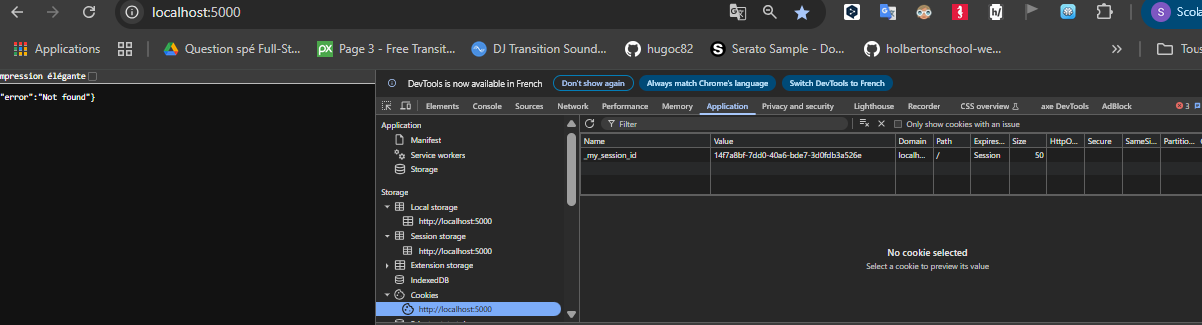 localhost:5000
S Scola
Applications
Question spé Full-St...
px Page 3 - Free Transit...
DJ Transition Sound...
hugoc82
S Serato Sample - Do...
holbertonschool-we...
»
Tous
mpression élégante
"error":"Not found"}
DevTools is now available in French
Don't show again
Always match Chrome's language
Switch DevTools to French
Elements Console Sources Network Performance Memory Application Privacy and security Lighthouse Recorder CSS overview axe DevTools AdBlock 3
Application
Manifest
Service workers
Storage
Storage
Local storage
http://localhost:5000
Session storage
http://localhost:5000
Extension storage
IndexedDB
Cookies
http://localhost:5000
Filter
Only show cookies with an issue
Name Value Domain Path Expires... Size HttpO... Secure SameSi... Partitio...
_my_session_id 14f7a8bf-7dd0-40a6-bde7-3d0fdb3a526e localh... / Session 50
No cookie selected
Select a cookie to preview its value